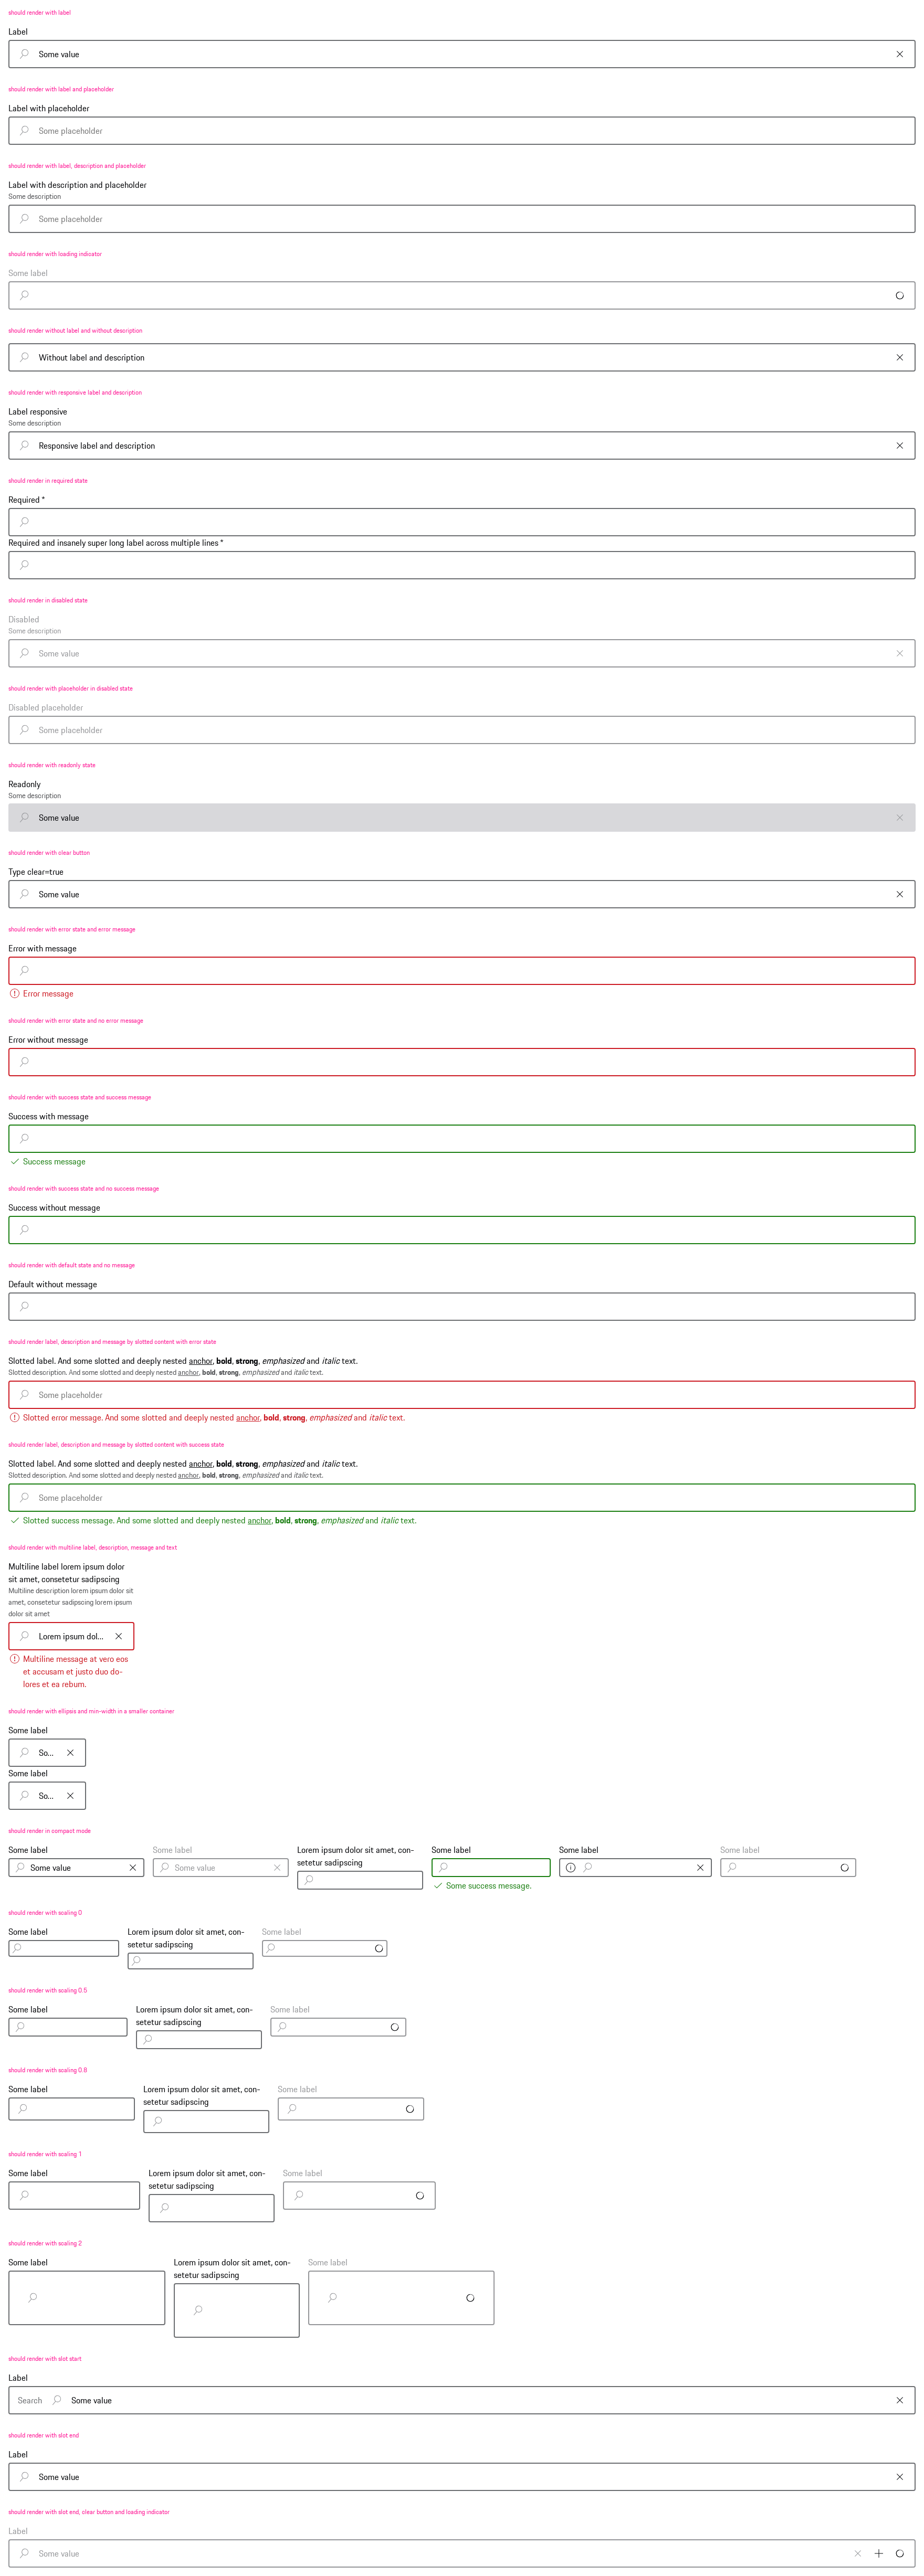 should render with label
Label
Some value
should render with label and placeholder
Label with placeholder
Some placeholder
should render with label, description and placeholder
Label with description and placeholder
Some description
Some placeholder
should render with loading indicator
Some label
should render without label and without description
Without label and description
should render with responsive label and description
Label responsive
Some description
Responsive label and description
should render in required state
Required *
Required and insanely super long label across multiple lines *
should render in disabled state
Disabled
Some description
Some value
should render with placeholder in disabled state
Disabled placeholder
Some placeholder
should render with readonly state
Readonly
Some description
Some value
should render with clear button
Type clear=true
Some value
should render with error state and error message
Error with message
Error message
should render with error state and no error message
Error without message
should render with success state and success message
Success with message
Success message
should render with success state and no success message
Success without message
should render with default state and no message
Default without message
should render label, description and message by slotted content with error state
Slotted label. And some slotted and deeply nested anchor, bold, strong, emphasized and italic text.
Slotted description. And some slotted and deeply nested anchor, bold, strong, emphasized and italic text.
Some placeholder
Slotted error message. And some slotted and deeply nested anchor, bold, strong, emphasized and italic text.
should render label, description and message by slotted content with success state
Slotted label. And some slotted and deeply nested anchor, bold, strong, emphasized and italic text.
Slotted description. And some slotted and deeply nested anchor, bold, strong, emphasized and italic text.
Some placeholder
Slotted success message. And some slotted and deeply nested anchor, bold, strong, emphasized and italic text.
should render with multiline label, description, message and text
Multiline label lorem ipsum dolor
sit amet, consetetur sadipscing
Multiline description lorem ipsum dolor sit
amet, consetetur sadipscing lorem ipsum
dolor sit amet
Lorem ipsum dol...
Multiline message at vero eos
et accusam et justo duo do-
lores et ea rebum.
should render with ellipsis and min-width in a smaller container
Some label
So...
Some label
So...
should render in compact mode
Some label
Some value
Some label
Some value
Lorem ipsum dolor sit amet, con-
setetur sadipscing
Some label
Some success message.
Some label
Some label
should render with scaling 0
Some label
Lorem ipsum dolor sit amet, con-
setetur sadipscing
Some label
should render with scaling 0.5
Some label
Lorem ipsum dolor sit amet, con-
setetur sadipscing
Some label
should render with scaling 0.8
Some label
Lorem ipsum dolor sit amet, con-
setetur sadipscing
Some label
should render with scaling 1
Some label
Lorem ipsum dolor sit amet, con-
setetur sadipscing
Some label
should render with scaling 2
Some label
Lorem ipsum dolor sit amet, con-
setetur sadipscing
Some label
should render with slot start
Label
Search Some value
should render with slot end
Label
Some value
should render with slot end, clear button and loading indicator
Label
Some value